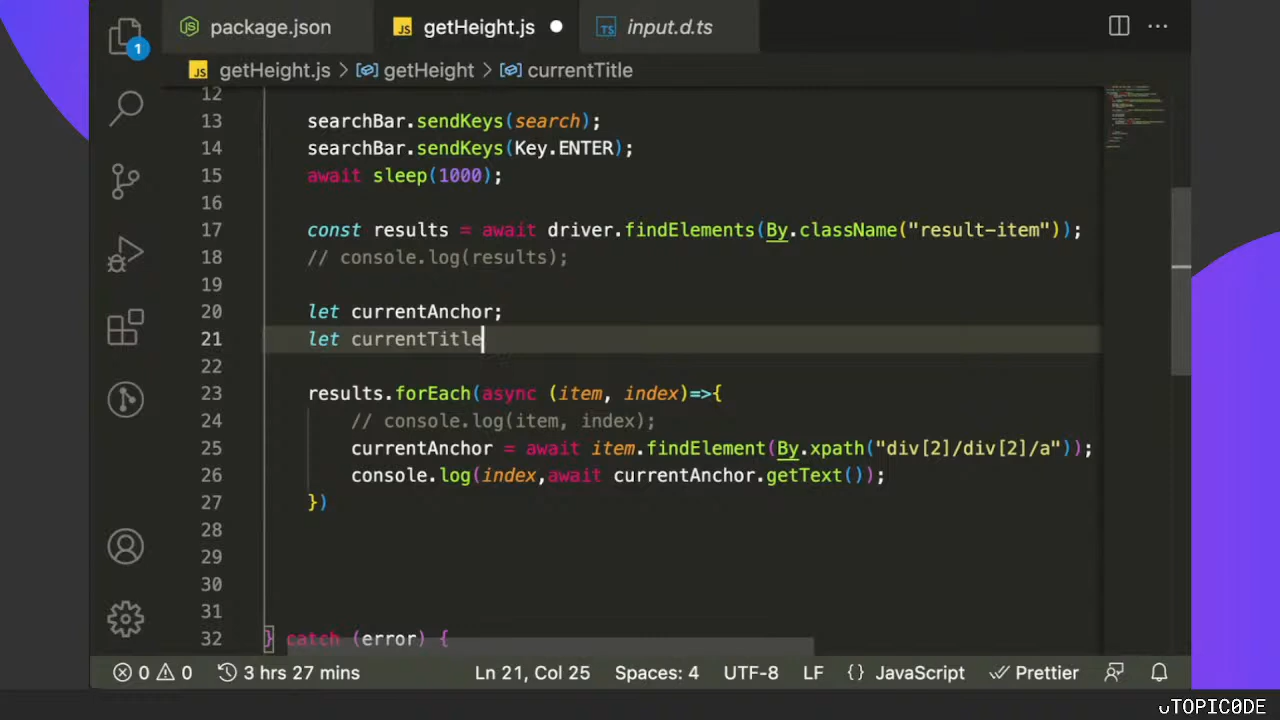 package.json
getHeight.js
input.d.ts
1
getHeight.js > getHeight > currentTitle
12
13 searchBar.sendKeys(search);
14 searchBar.sendKeys(Key.ENTER);
15 await sleep(1000);
16
17 const results = await driver.findElements(By.className("result-item"));
18 // console.log(results);
19
20 let currentAnchor;
21 let currentTitle
22
23 results.forEach(async (item, index)=>{
24 // console.log(item, index);
25 currentAnchor = await item.findElement(By.xpath("div[2]/div[2]/a"));
26 console.log(index,await currentAnchor.getText());
27 })
28
29
30
31
32 } catch (error) {
0 0 3 hrs 27 mins Ln 21, Col 25 Spaces: 4 UTF-8 LF {} JavaScript Prettier
JS
JS
TS
uTOPIC0DE